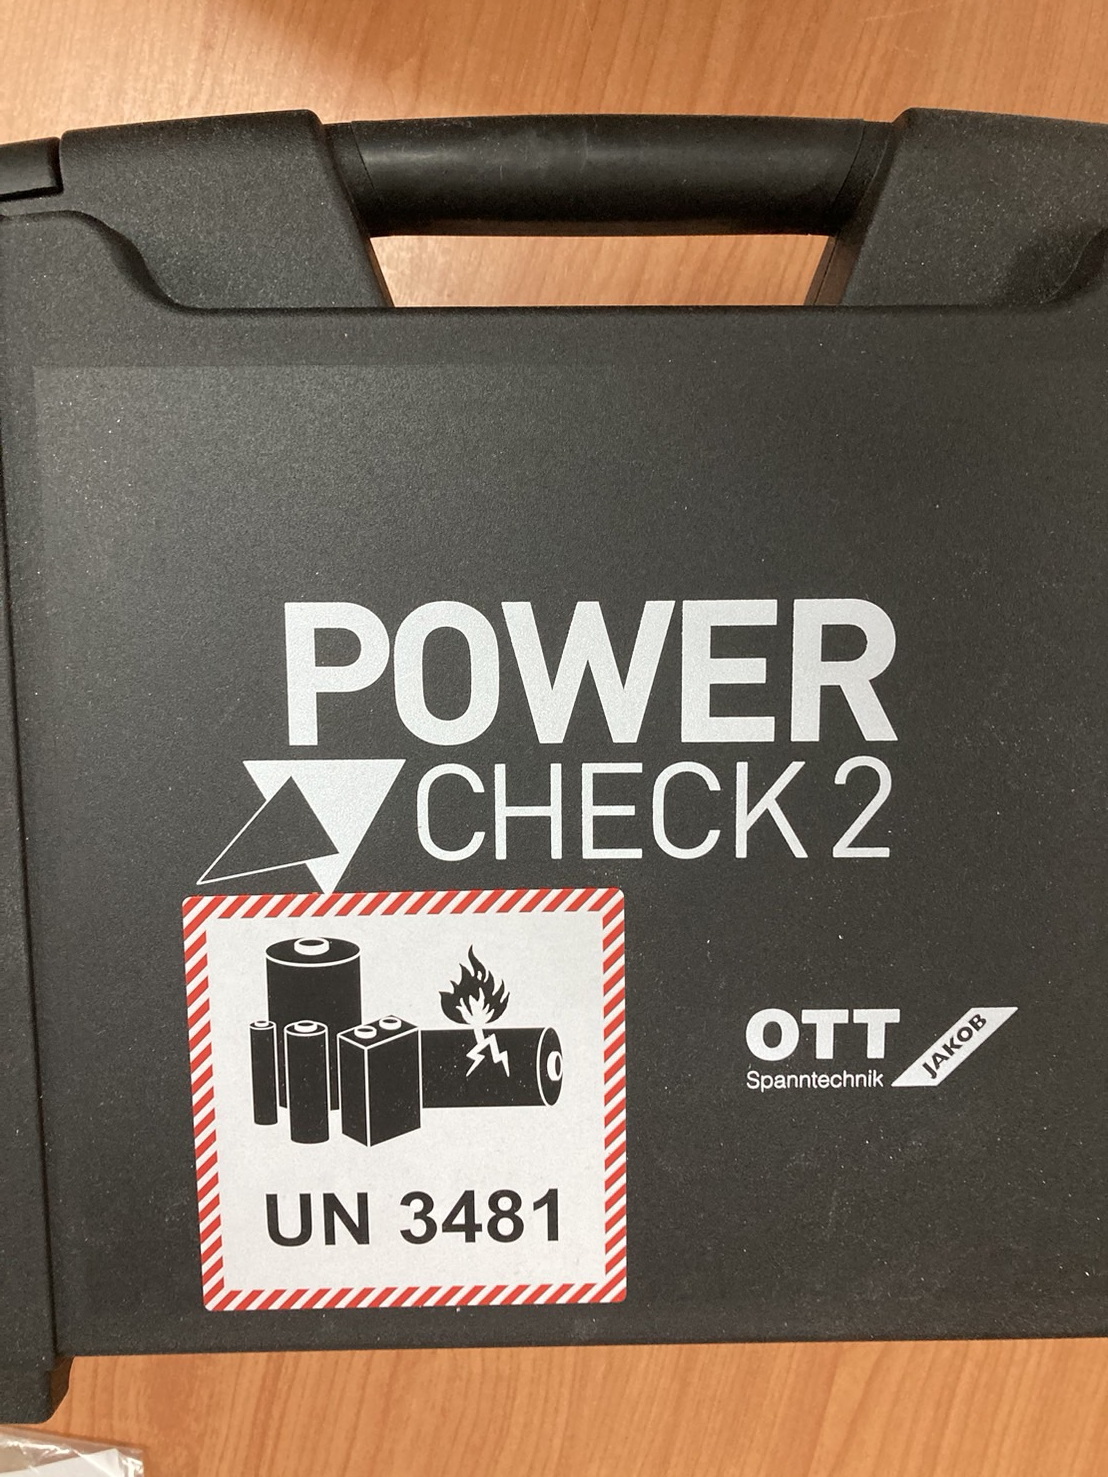 POWER
CHECK 2
OTT
Spanntechnik
JAKOB
UN 3481